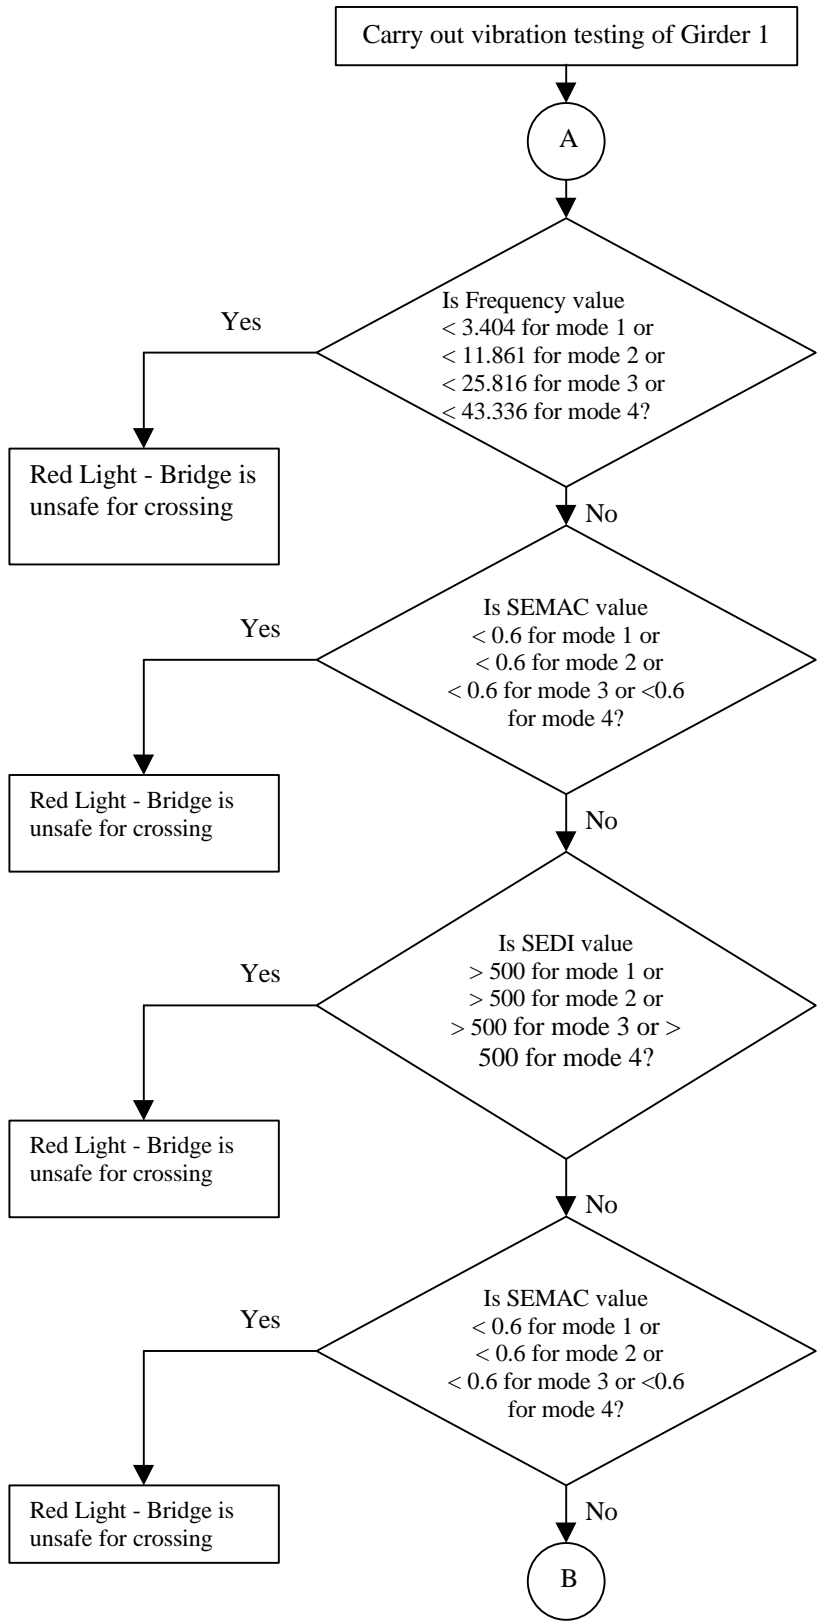 Carry out vibration testing of Girder 1
A
Is Frequency value
< 3.404 for mode 1 or
< 11.861 for mode 2 or
< 25.816 for mode 3 or
< 43.336 for mode 4?
Yes
Red Light - Bridge is
unsafe for crossing
No
Is SEMAC value
< 0.6 for mode 1 or
< 0.6 for mode 2 or
< 0.6 for mode 3 or <0.6
for mode 4?
Yes
Red Light - Bridge is
unsafe for crossing
No
Is SEDI value
> 500 for mode 1 or
> 500 for mode 2 or
> 500 for mode 3 or >
500 for mode 4?
Yes
Red Light - Bridge is
unsafe for crossing
No
Is SEMAC value
< 0.6 for mode 1 or
< 0.6 for mode 2 or
< 0.6 for mode 3 or <0.6
for mode 4?
Yes
Red Light - Bridge is
unsafe for crossing
No
B